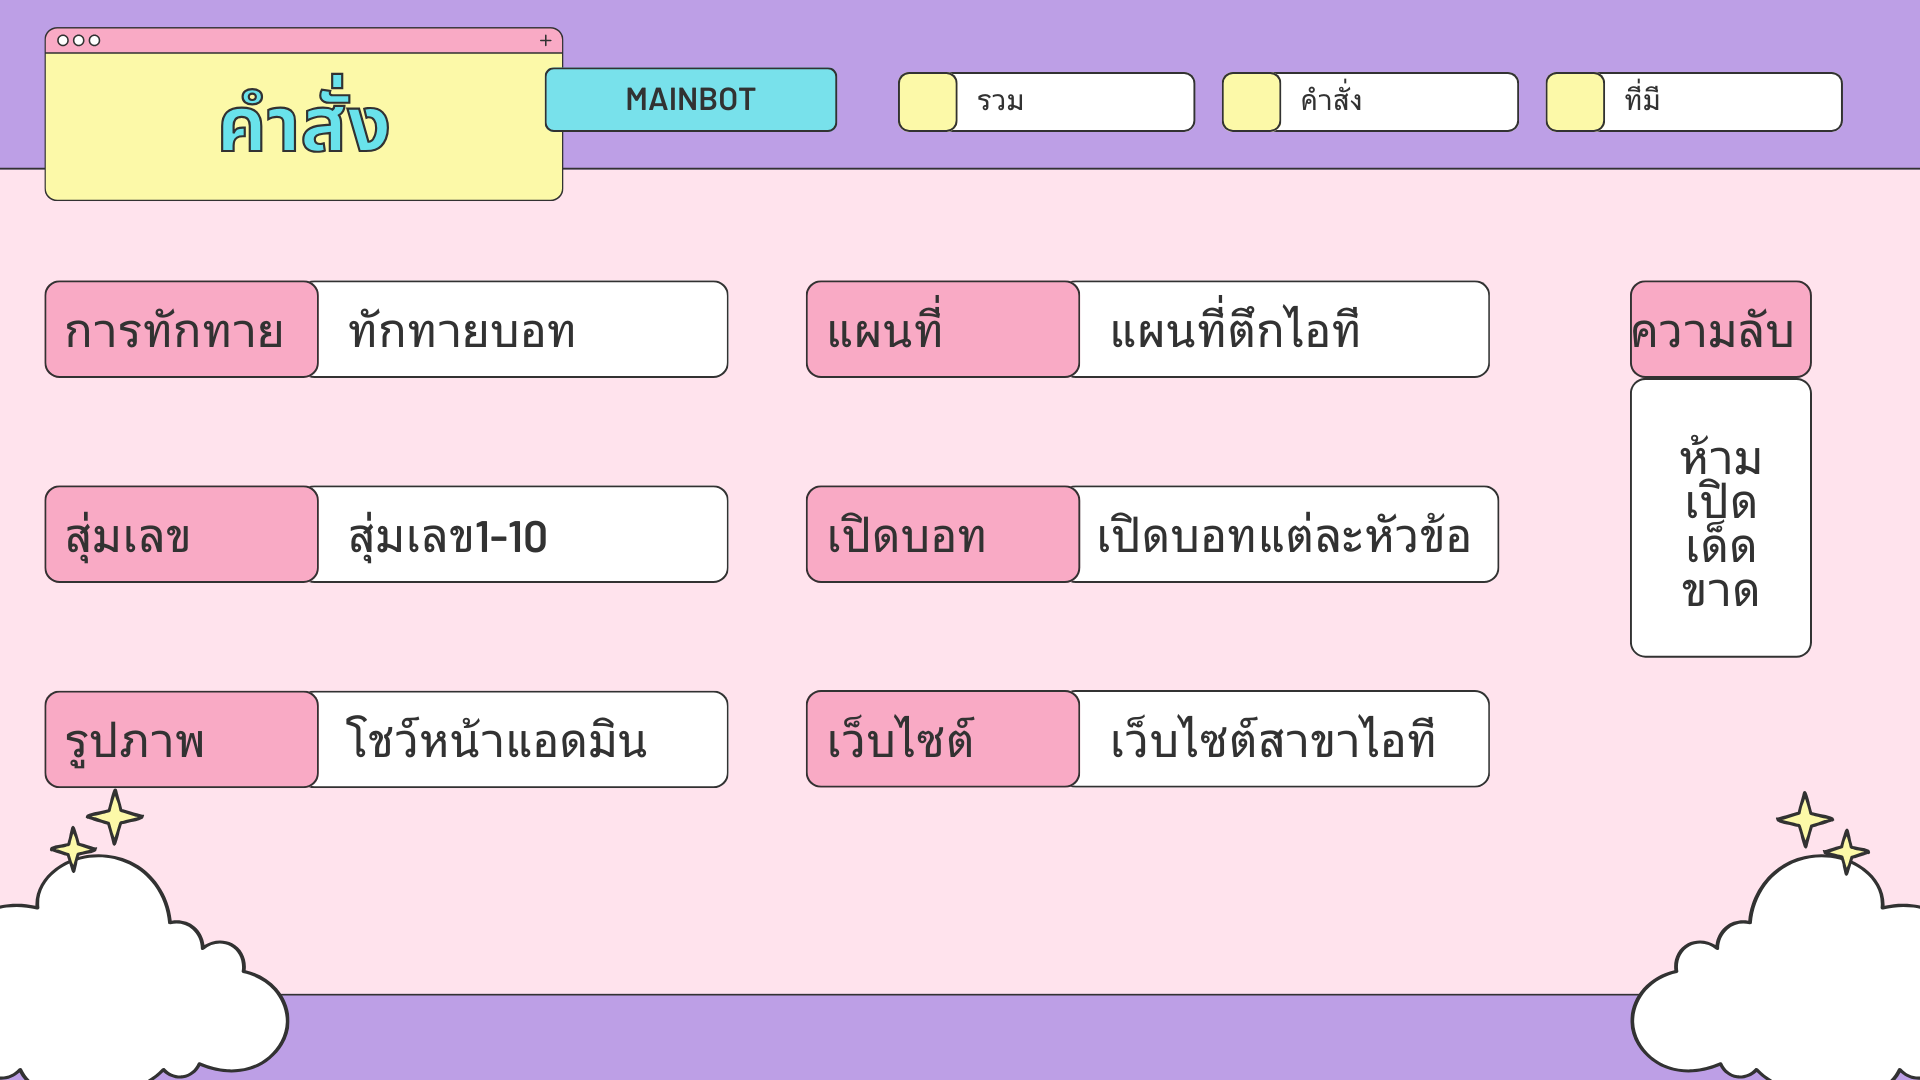 คำสั่ง
MAINBOT
รวม
คำสั่ง
ที่มี
การทักทาย
ทักทายบอท
แผนที่
แผนที่ตึกไอที
ความลับ
ห้าม
เปิด
เด็ด
ขาด
สุ่มเลข
สุ่มเลข1-10
เปิดบอท
เปิดบอทแต่ละหัวข้อ
รูปภาพ
โชว์หน้าแอดมิน
เว็บไซต์
เว็บไซต์สาขาไอที